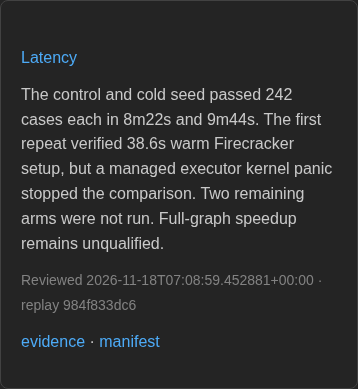 Latency
The control and cold seed passed 242
cases each in 8m22s and 9m44s. The first
repeat verified 38.6s warm Firecracker
setup, but a managed executor kernel panic
stopped the comparison. Two remaining
arms were not run. Full-graph speedup
remains unqualified.
Reviewed 2026-11-18T07:08:59.452881+00:00 ·
replay 984f833dc6
evidence · manifest